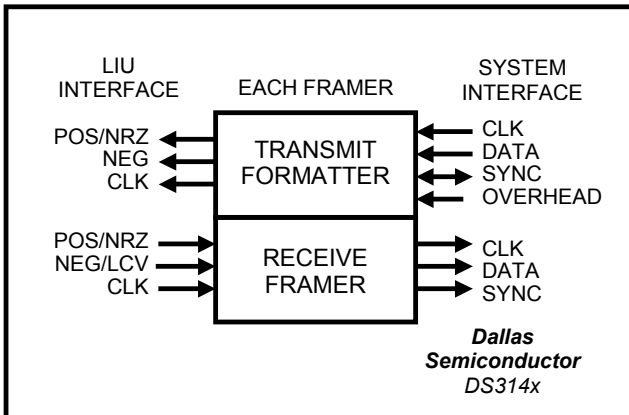 LIU
INTERFACE
EACH FRAMER
SYSTEM
INTERFACE
POS/NRZ
NEG
CLK
TRANSMIT
FORMATTER
CLK
DATA
SYNC
OVERHEAD
POS/NRZ
NEG/LCV
CLK
RECEIVE
FRAMER
CLK
DATA
SYNC
Dallas
Semiconductor
DS314x